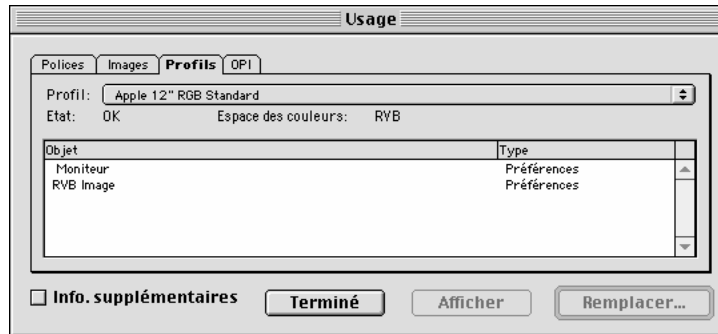 Usage
Polices Images Profils OPI
Profil: Apple 12" RGB Standard
Etat: OK Espace des couleurs: RVB
Objet Type
Moniteur Préférences
RVB Image Préférences
Info. supplémentaires Terminé Afficher Remplacer...